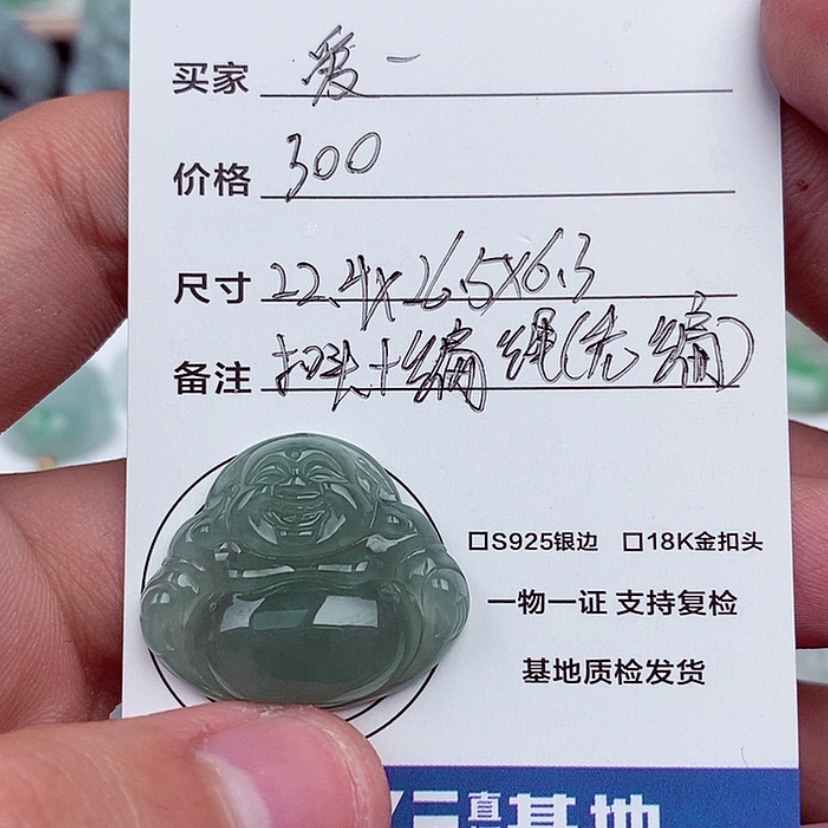 买家 爱一
价格 300
尺寸 22.4x26.5x6.3
备注 扣头+编绳(先编)
☐S925银边 ☐18K金扣头
一物一证 支持复检
基地质检发货
直
基地